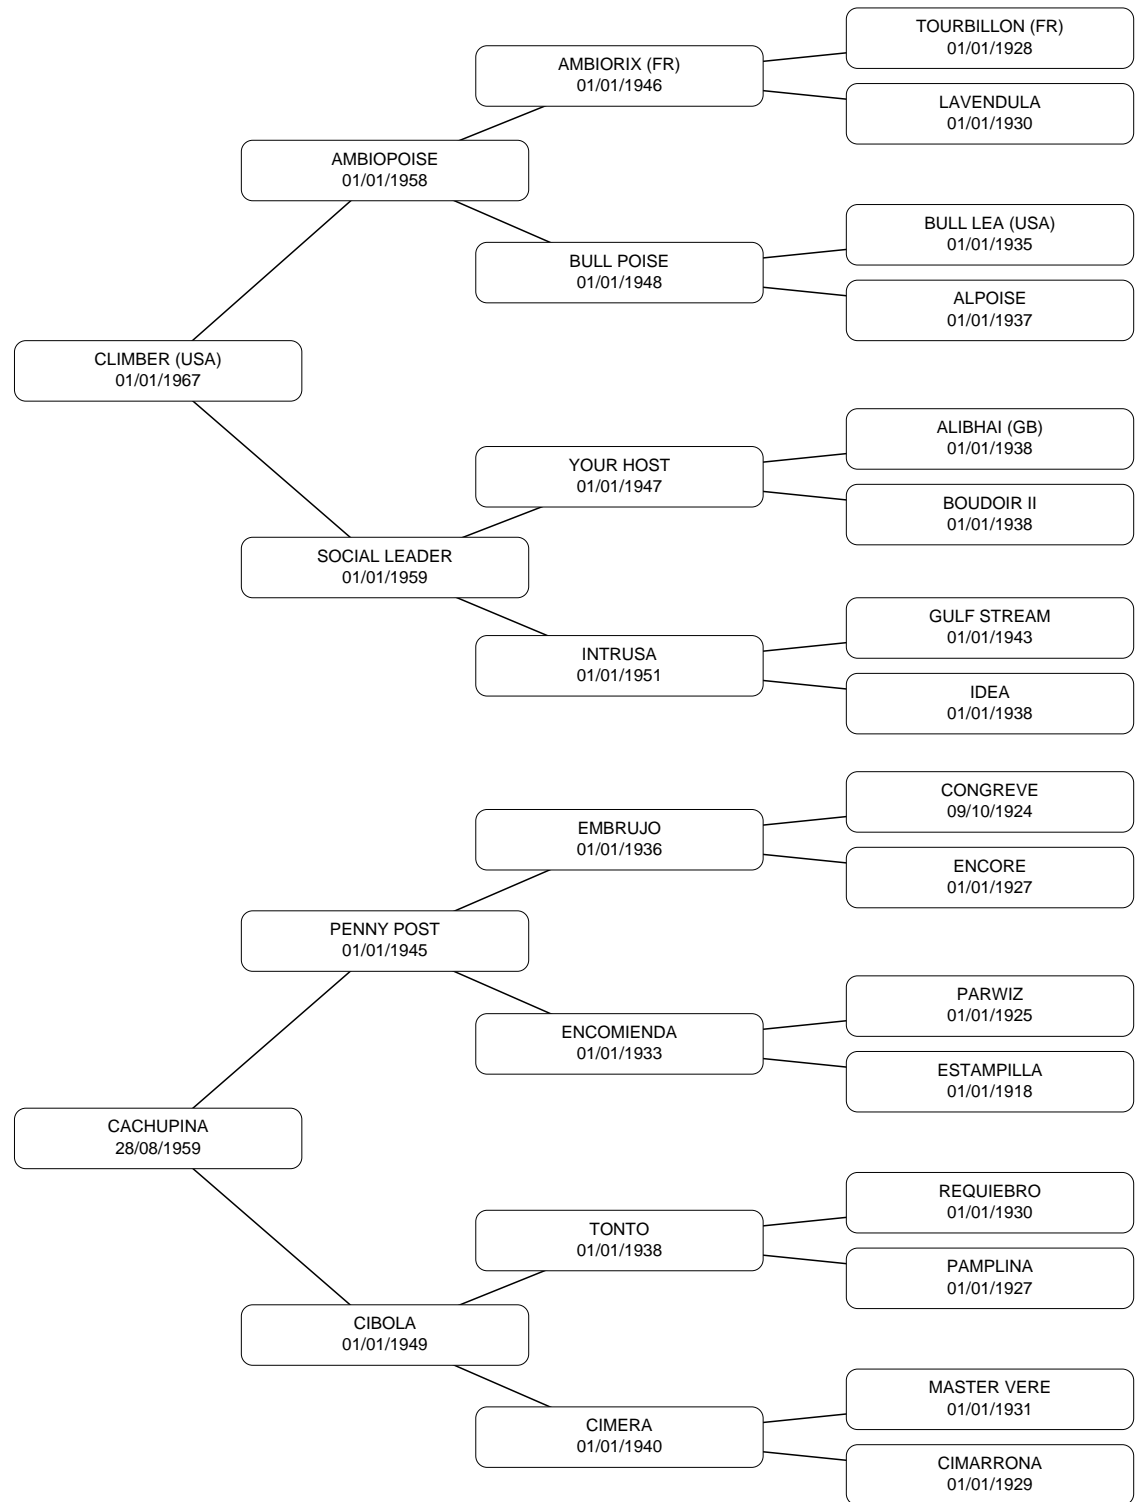 TOURBILLON (FR)
01/01/1928
AMBIORIX (FR)
01/01/1946
LAVENDULA
01/01/1930
AMBIOPOISE
01/01/1958
BULL LEA (USA)
01/01/1935
BULL POISE
01/01/1948
ALPOISE
01/01/1937
CLIMBER (USA)
01/01/1967
ALIBHAI (GB)
01/01/1938
YOUR HOST
01/01/1947
BOUDOIR II
01/01/1938
SOCIAL LEADER
01/01/1959
GULF STREAM
01/01/1943
INTRUSA
01/01/1951
IDEA
01/01/1938
CONGREVE
09/10/1924
EMBRUJO
01/01/1936
ENCORE
01/01/1927
PENNY POST
01/01/1945
PARWIZ
01/01/1925
ENCOMIENDA
01/01/1933
ESTAMPILLA
01/01/1918
CACHUPINA
28/08/1959
REQUIEBRO
01/01/1930
TONTO
01/01/1938
PAMPLINA
01/01/1927
CIBOLA
01/01/1949
MASTER VERE
01/01/1931
CIMERA
01/01/1940
CIMARRONA
01/01/1929